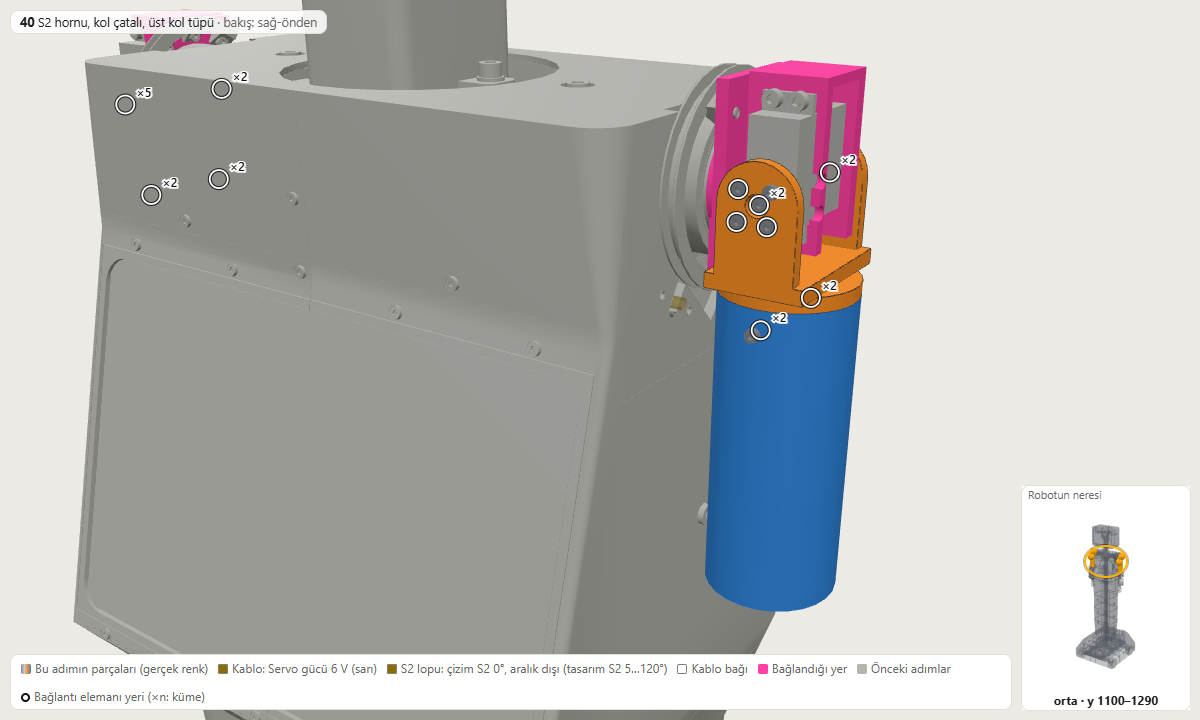 40 S2 hornu, kol çatalı, üst kol tüpü · bakış: sağ-önden
×2
×5
×2
×2
×2
×2
×2
×2
Robotun neresi
orta · y 1100–1290
Bu adımın parçaları (gerçek renk) Kablo: Servo gücü 6 V (sarı) S2 lopu: çizim S2 0°, aralık dışı (tasarım S2 5…120°) Kablo bağı Bağlandığı yer Önceki adımlar
Bağlantı elemanı yeri (×n: küme)